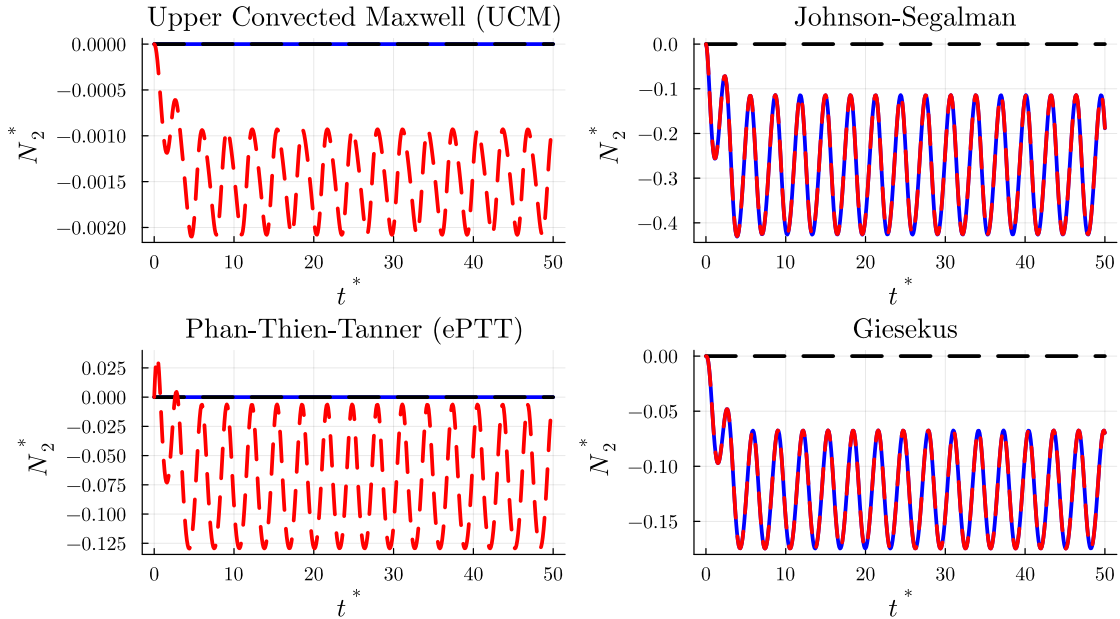 Upper Convected Maxwell (UCM)
0.0000
−0.0005
−0.0010
−0.0015
−0.0020
N₂*
0 10 20 30 40 50
t*
Johnson-Segalman
0.0
−0.1
−0.2
−0.3
−0.4
N₂*
0 10 20 30 40 50
t*
Phan-Thien-Tanner (ePTT)
0.025
0.000
−0.025
−0.050
−0.075
−0.100
−0.125
N₂*
0 10 20 30 40 50
t*
Giesekus
0.00
−0.05
−0.10
−0.15
N₂*
0 10 20 30 40 50
t*